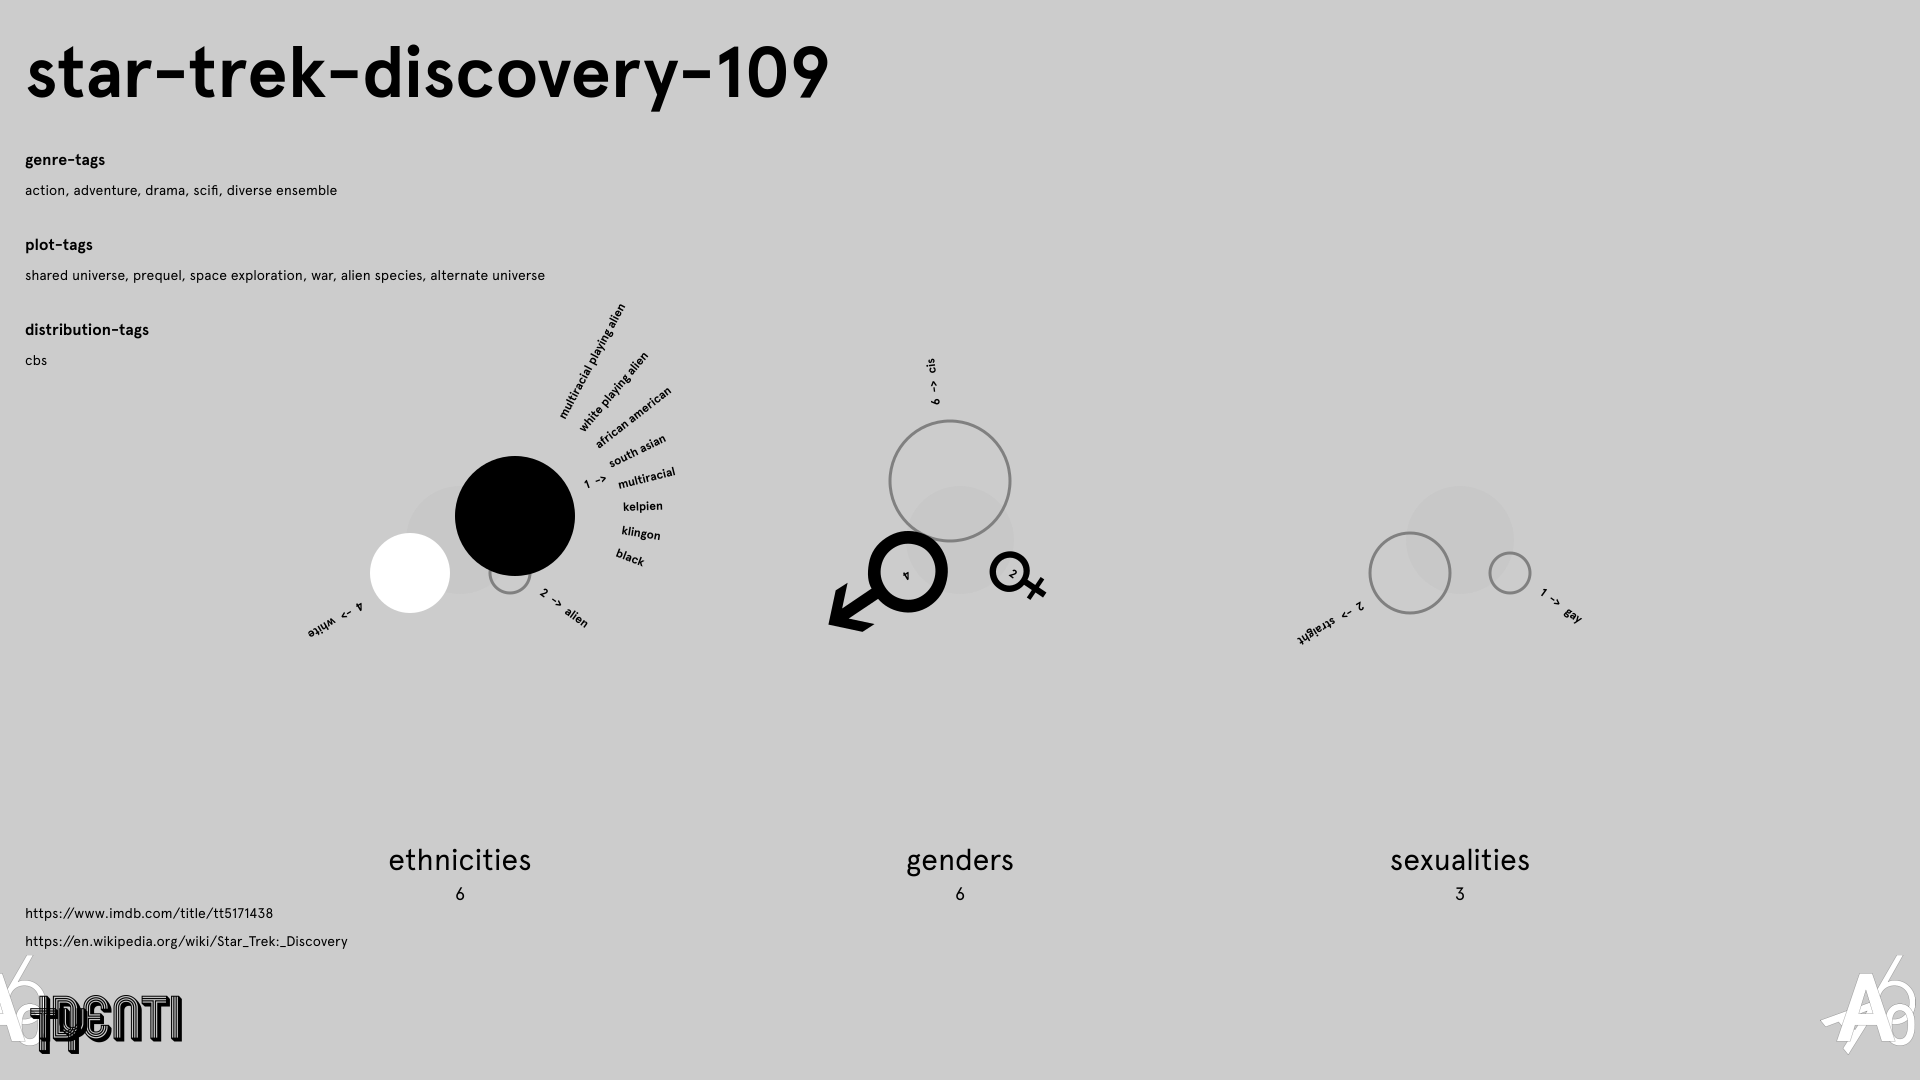 star-trek-discovery-109
genre-tags
action, adventure, drama, scifi, diverse ensemble
plot-tags
shared universe, prequel, space exploration, war, alien species, alternate universe
distribution-tags
cbs
multiracial playing alien
white playing alien
african american
south asian
1 -> multiracial
kelpien
klingon
black
4 -> white
2 -> alien
6 -> cis
4
2
2 -> straight
1 -> gay
ethnicities
6
genders
6
sexualities
3
https://www.imdb.com/title/tt5171438
https://en.wikipedia.org/wiki/Star_Trek:_Discovery
IDENTI